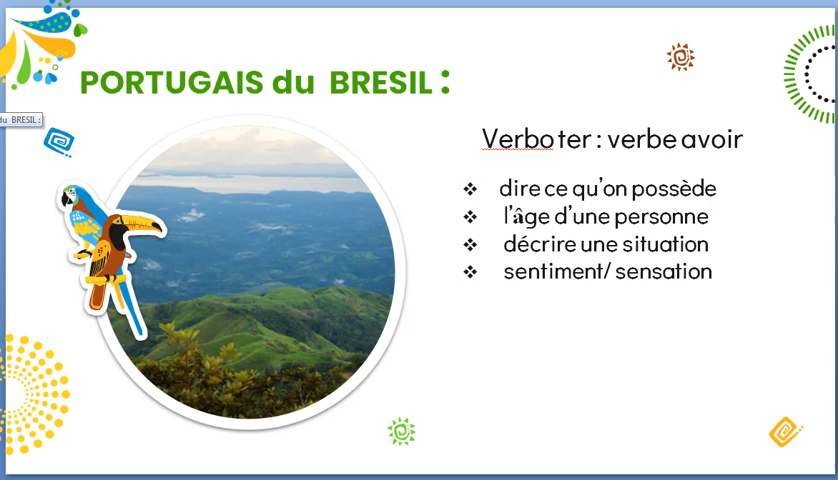 PORTUGAIS du BRESIL :
du BRESIL :
Verbo ter : verbe avoir
❖ dire ce qu'on possède
❖ l'âge d'une personne
❖ décrire une situation
❖ sentiment/ sensation